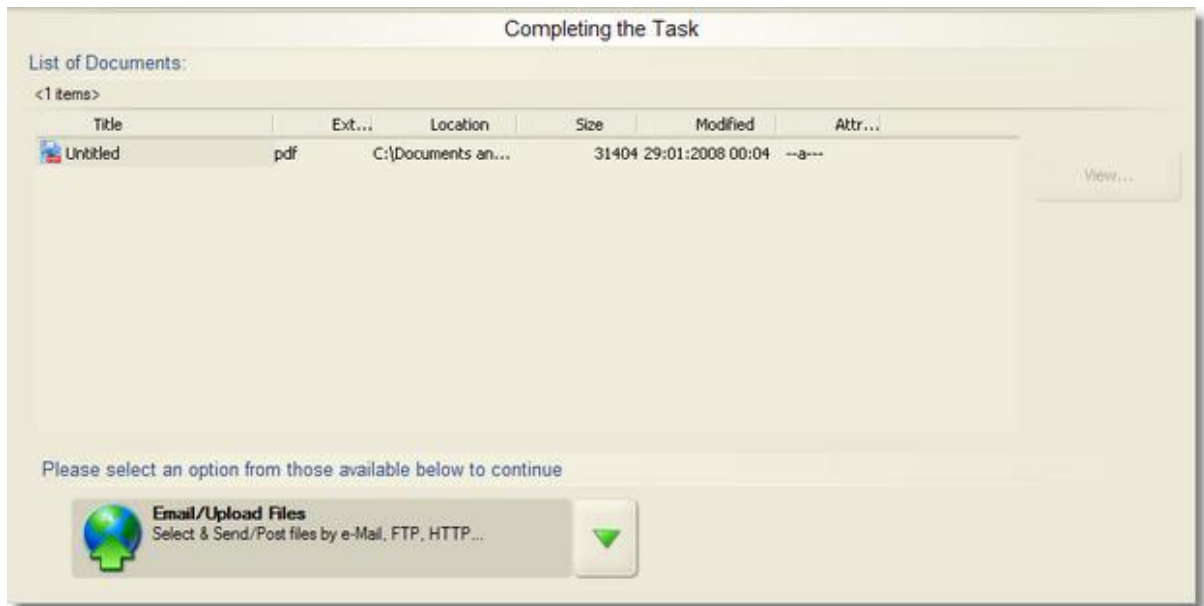 Completing the Task
List of Documents:
<1 items>
Title Ext... Location Size Modified Attr...
Untitled pdf C:\Documents an... 31404 29:01:2008 00:04 --a---
View...
Please select an option from those available below to continue
Email/Upload Files
Select & Send/Post files by e-Mail, FTP, HTTP...